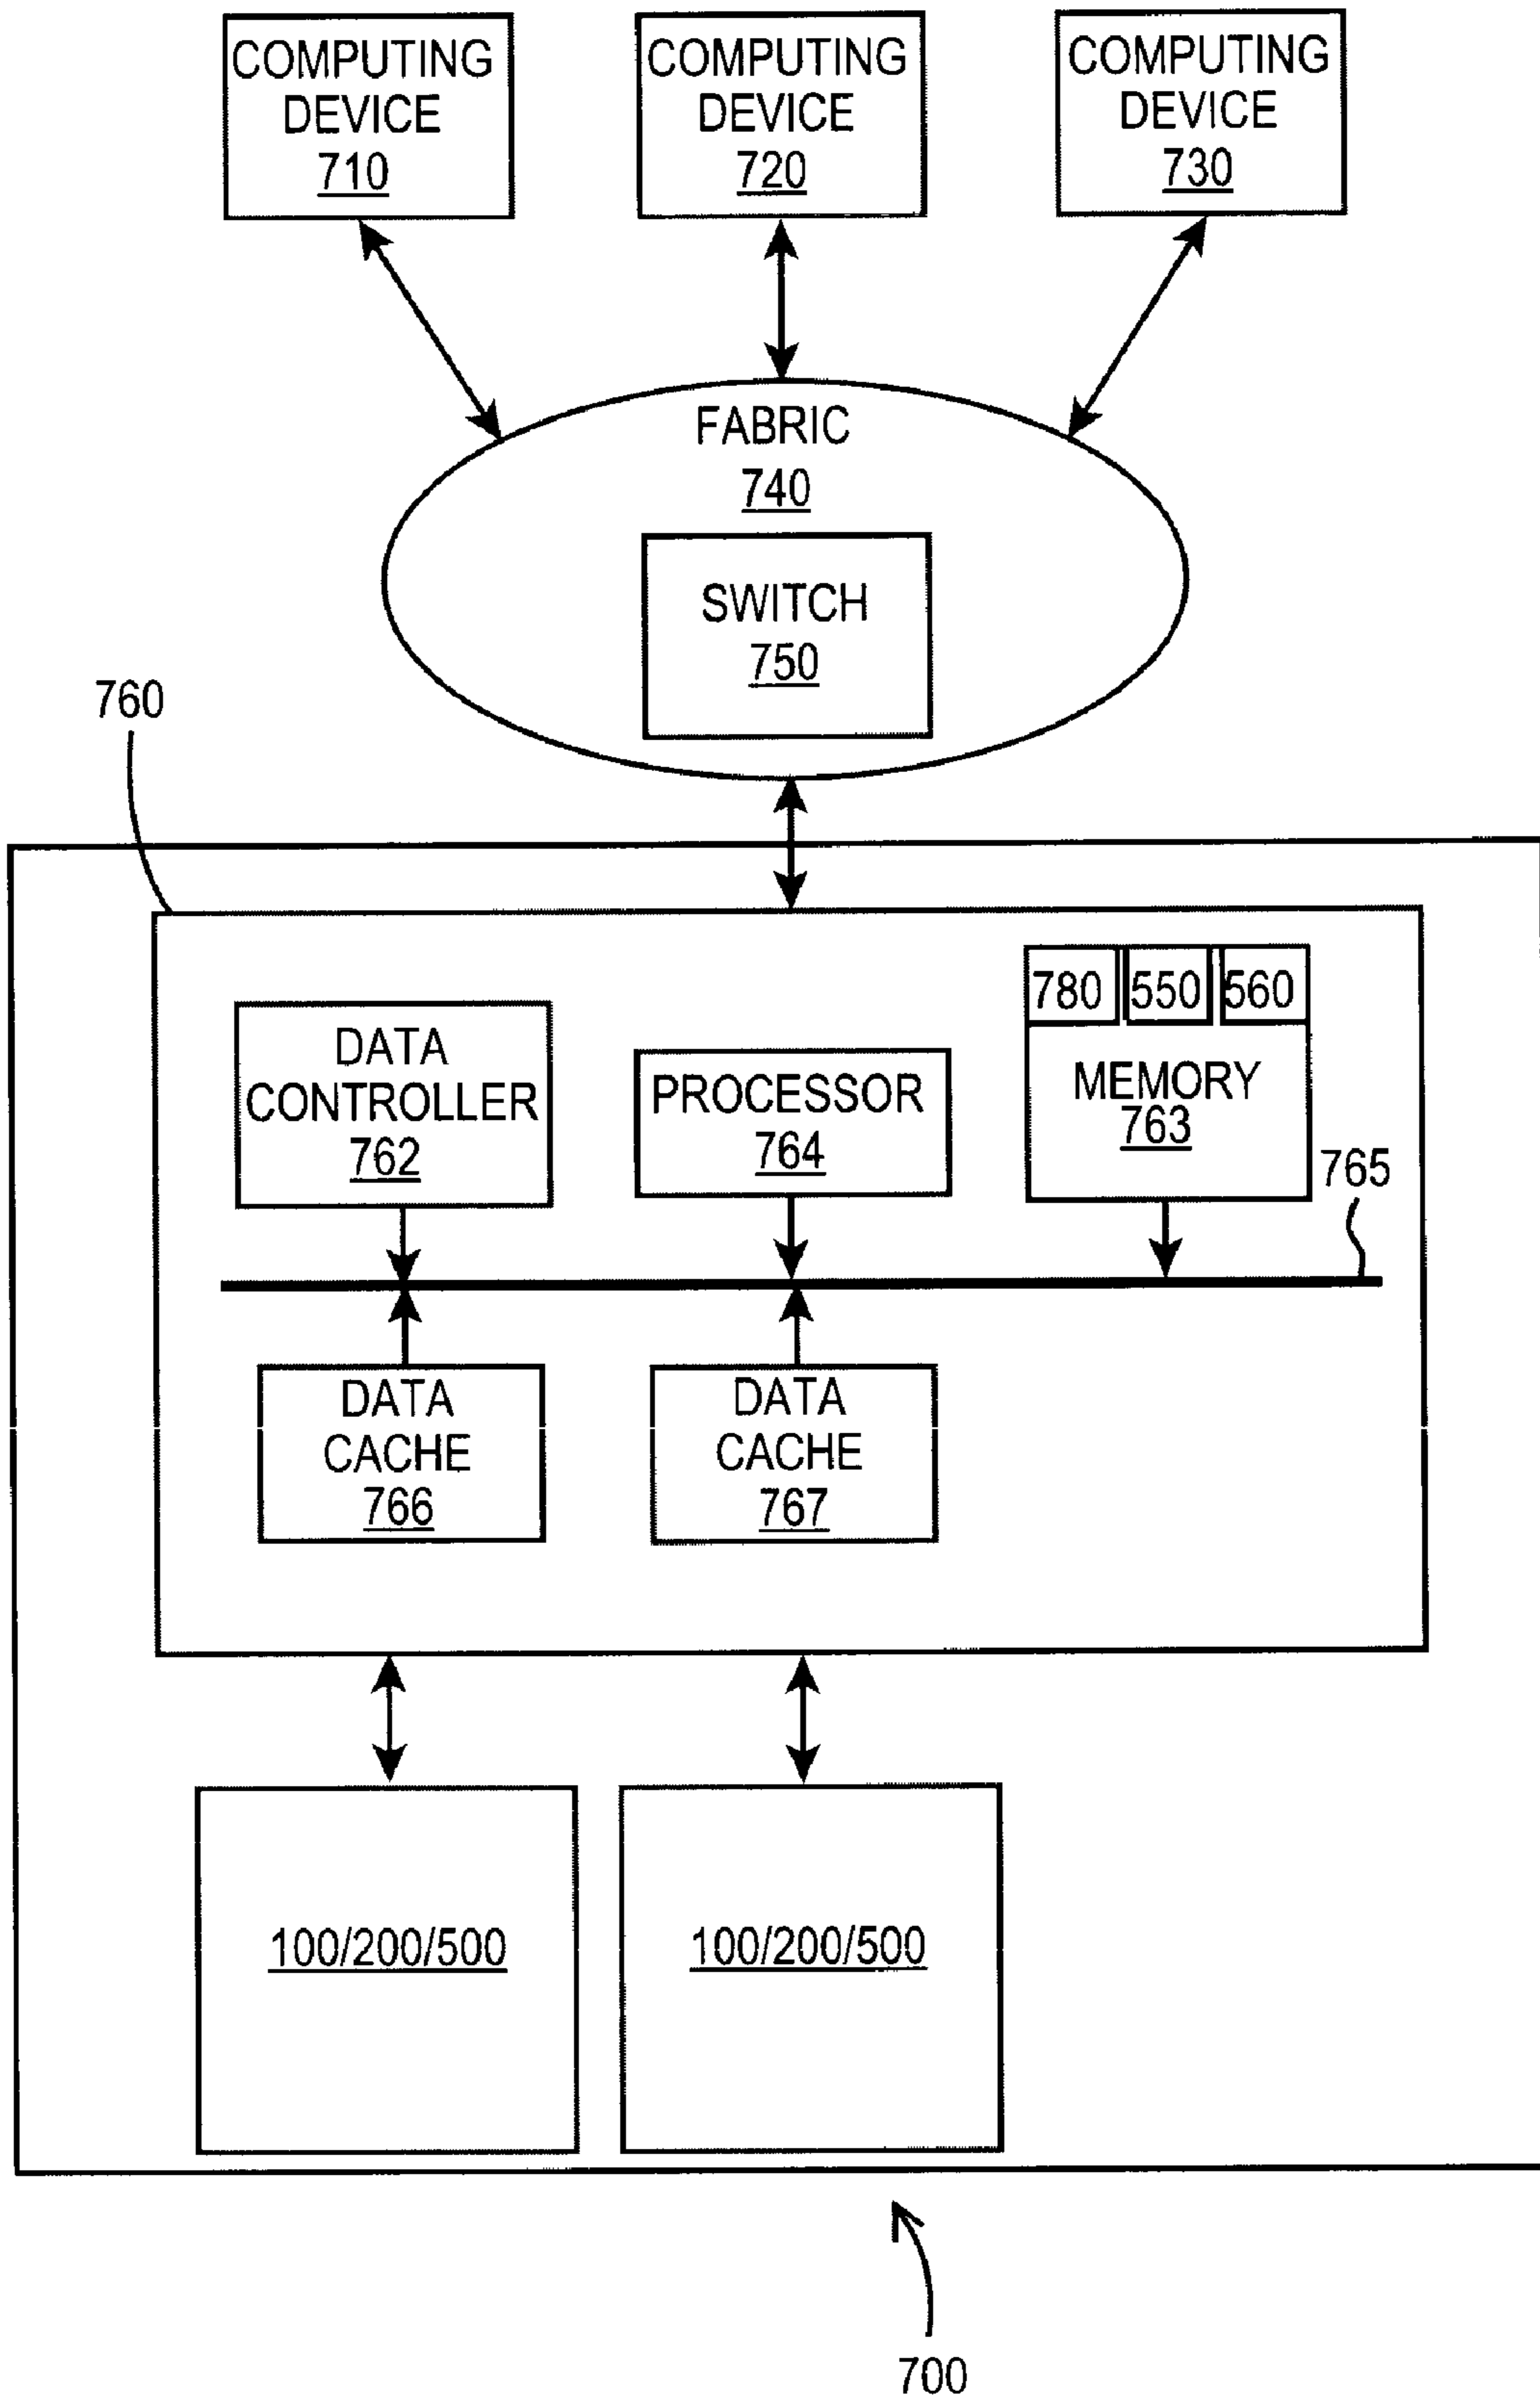 COMPUTING
DEVICE
710
COMPUTING
DEVICE
720
COMPUTING
DEVICE
730
FABRIC
740
SWITCH
750
760
780
550
560
DATA
CONTROLLER
762
PROCESSOR
764
MEMORY
763
765
DATA
CACHE
766
DATA
CACHE
767
100/200/500
100/200/500
700